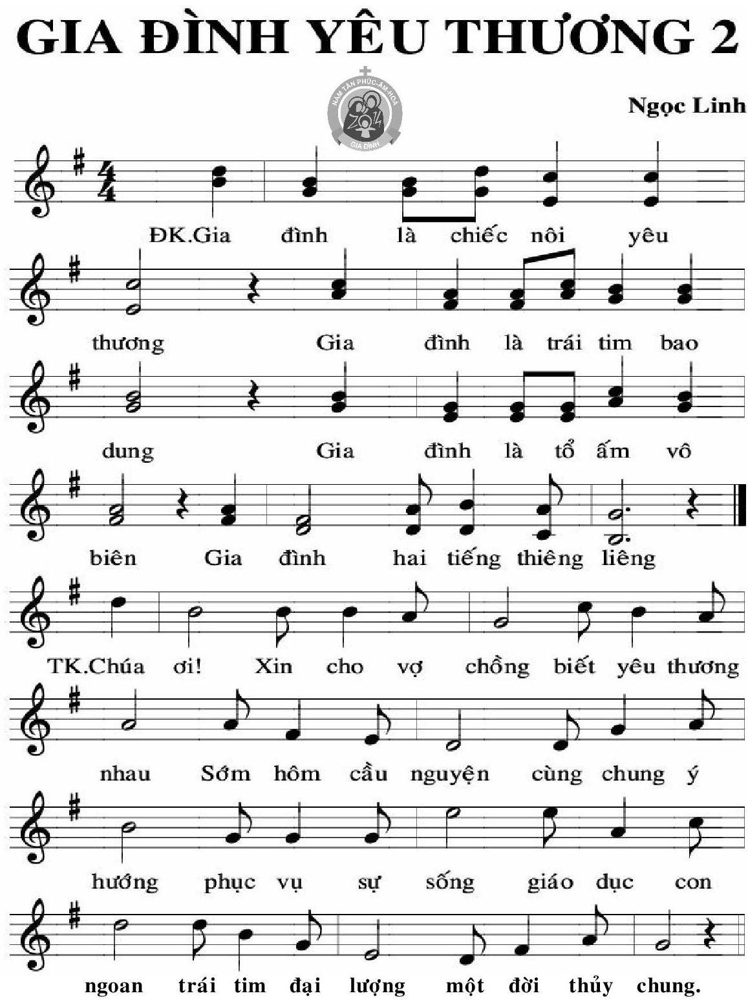 GIA ĐÌNH YÊU THƯƠNG 2
NĂM TÂN PHÚC-ÂM-HÓA
2014
GIA ĐÌNH
Ngọc Linh
4
4
ĐK.Gia đình là chiếc nôi yêu
thương Gia đình là trái tim bao
dung Gia đình là tổ ấm vô
biên Gia đình hai tiếng thiêng liêng
TK.Chúa ơi! Xin cho vợ chồng biết yêu thương
nhau Sớm hôm cầu nguyện cùng chung ý
hướng phục vụ sự sống giáo dục con
ngoan trái tim đại lượng một đời thủy chung.